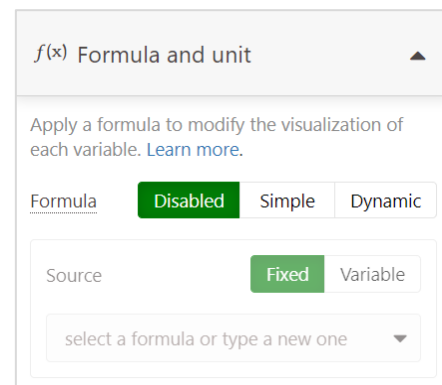 f(x) Formula and unit
Apply a formula to modify the visualization of
each variable. Learn more.
Formula Disabled Simple Dynamic
Source Fixed Variable
select a formula or type a new one